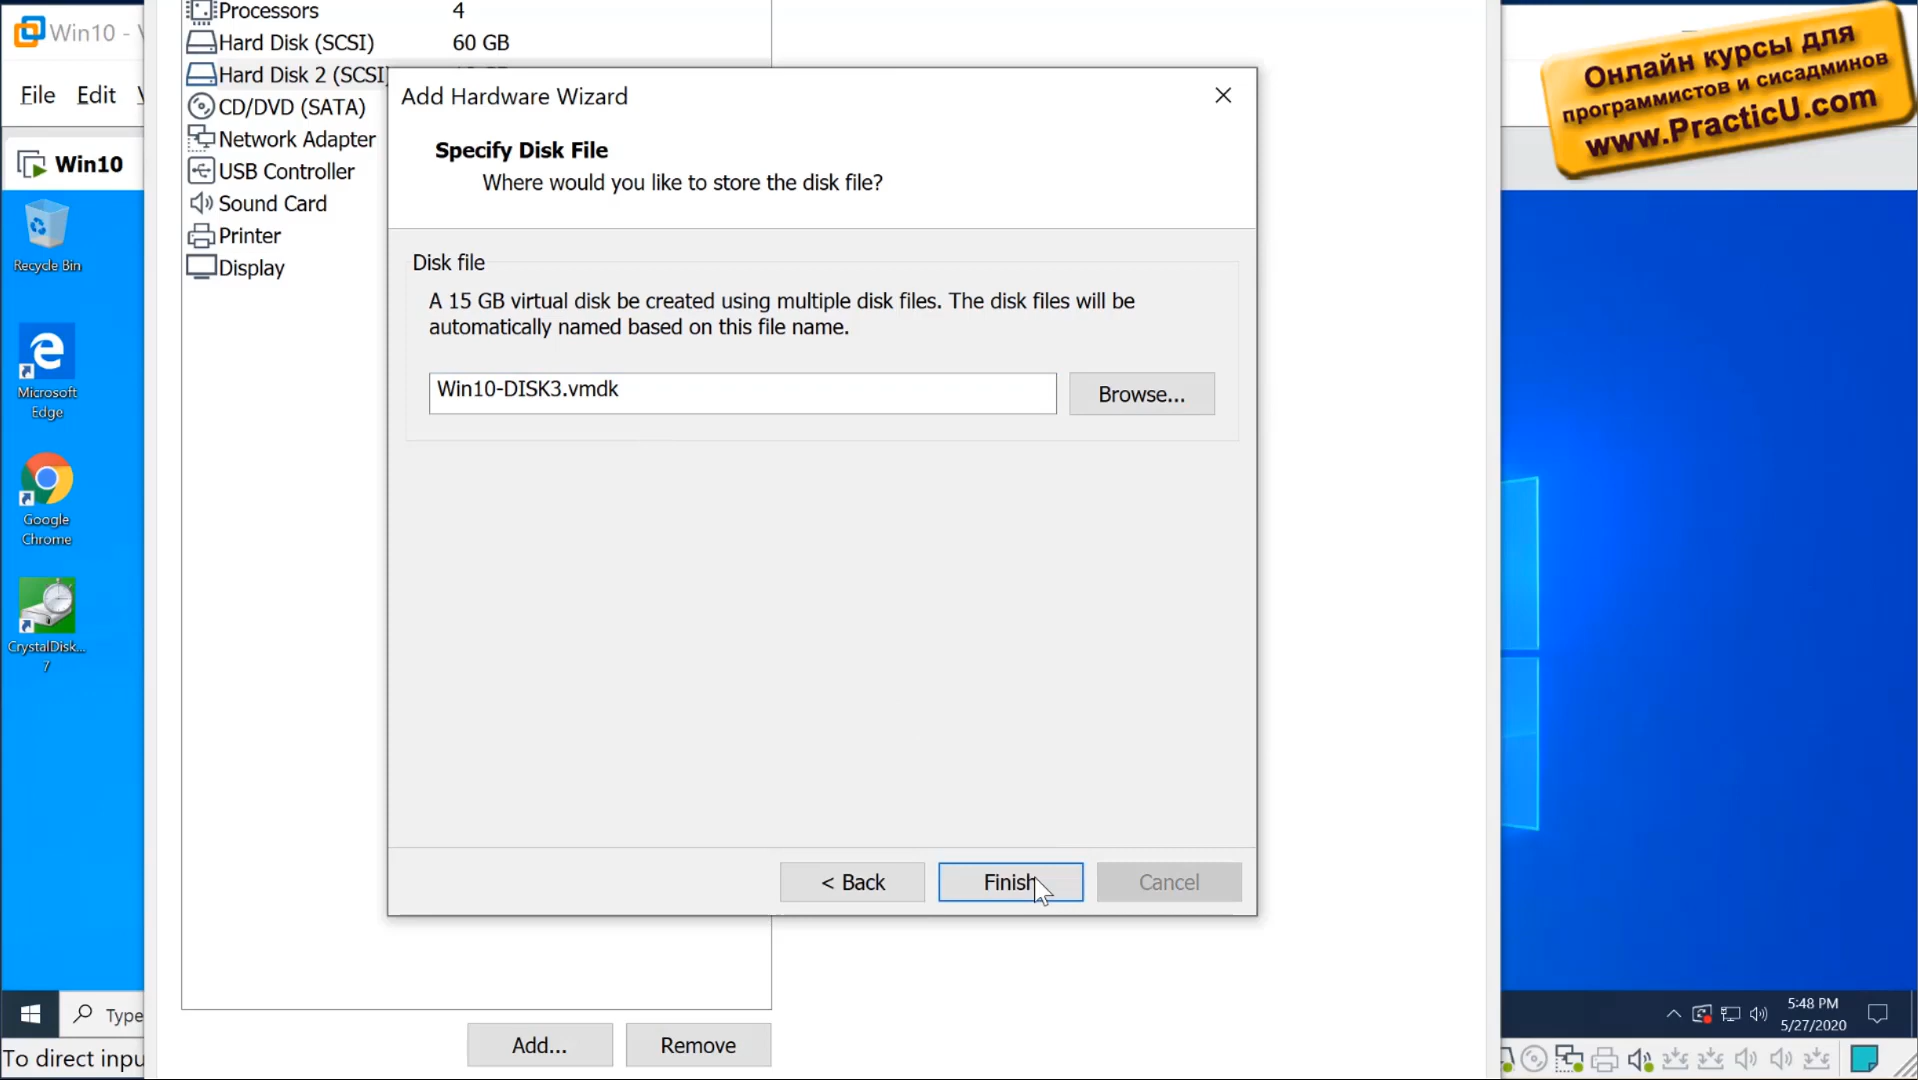 Processors 4
Win10 -
Hard Disk (SCSI) 60 GB
Hard Disk 2 (SCSI)
File Edit
CD/DVD (SATA)
Network Adapter
USB Controller
Sound Card
Printer
Display
Win10
Recycle Bin
Microsoft
Edge
Google
Chrome
CrystalDisk...
7
Add Hardware Wizard
Specify Disk File
Where would you like to store the disk file?
Disk file
A 15 GB virtual disk be created using multiple disk files. The disk files will be
automatically named based on this file name.
Win10-DISK3.vmdk
Browse...
< Back
Finish
Cancel
Add...
Remove
Type
To direct inpu
5:48 PM
5/27/2020
Онлайн курсы для
программистов и сисадминов
www.PracticU.com